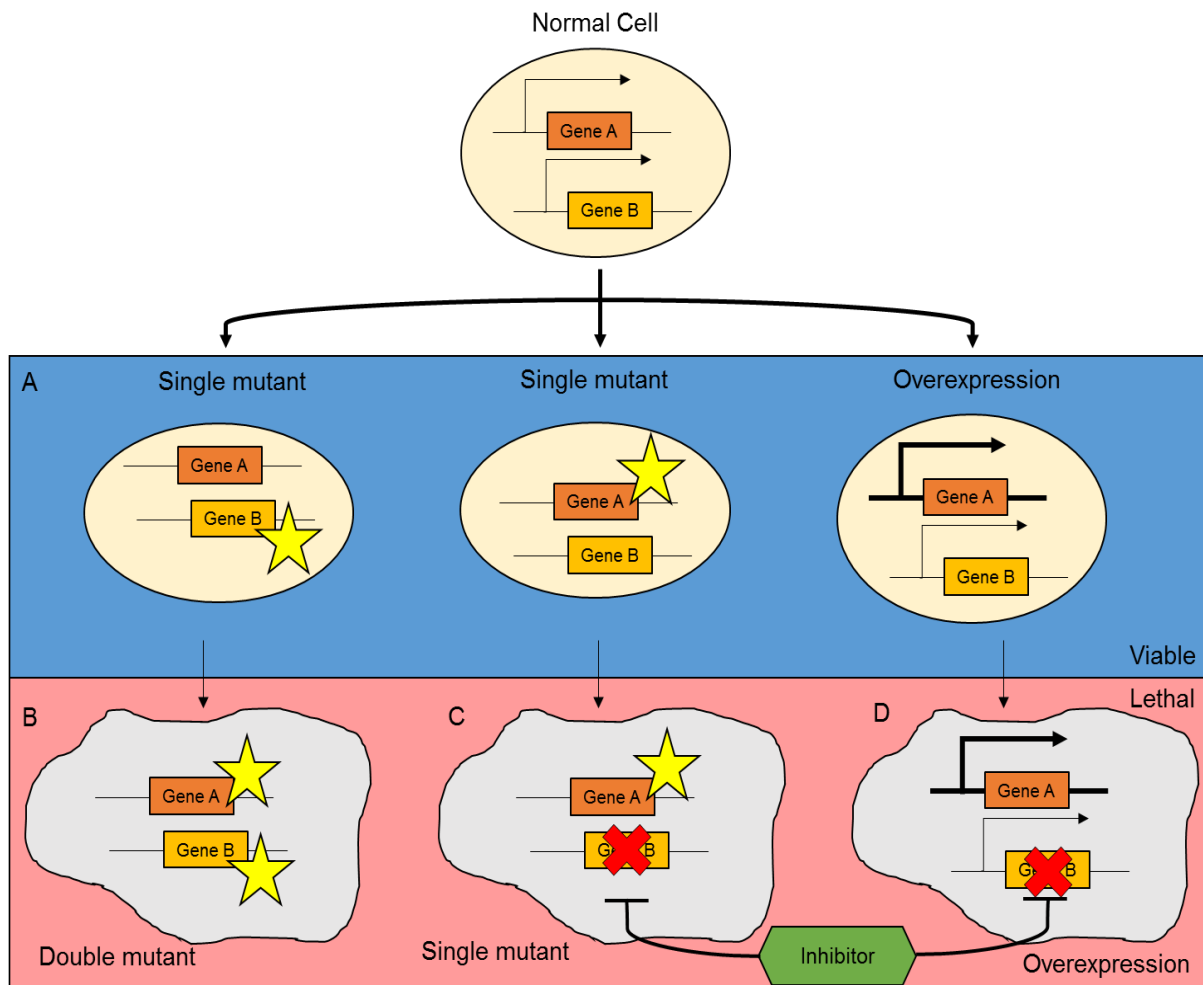 Normal Cell
Gene A
Gene B
A
Single mutant
Single mutant
Overexpression
Gene A
Gene B
Gene A
Gene B
Gene A
Gene B
Viable
Lethal
B
C
D
Gene A
Gene B
Gene A
Gene A
Double mutant
Single mutant
Inhibitor
Overexpression